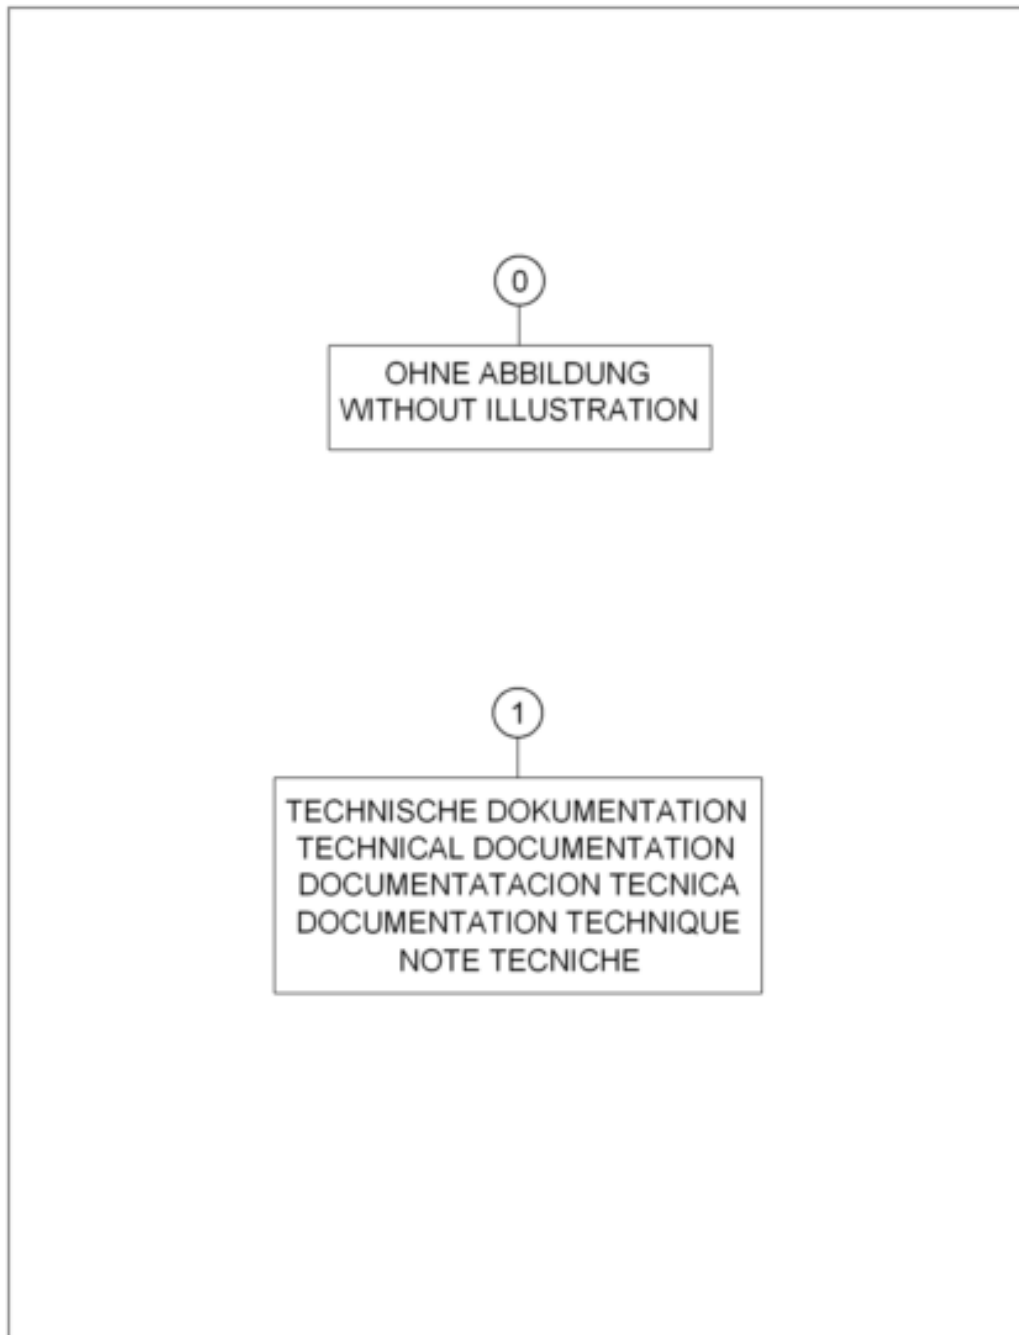 0
OHNE ABBILDUNG
WITHOUT ILLUSTRATION
1
TECHNISCHE DOKUMENTATION
TECHNICAL DOCUMENTATION
DOCUMENTATACION TECNICA
DOCUMENTATION TECHNIQUE
NOTE TECNICHE